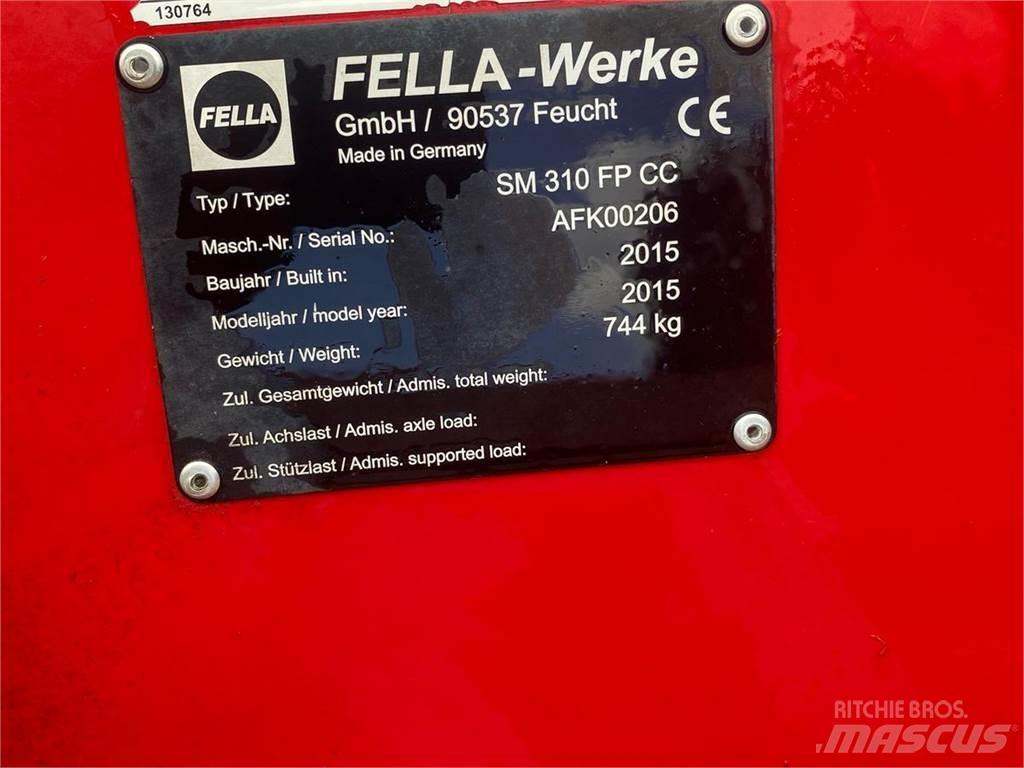 130764
FELLA
FELLA-Werke
GmbH / 90537 Feucht
CE
Made in Germany
Typ / Type: SM 310 FP CC
Masch.-Nr. / Serial No.: AFK00206
Baujahr / Built in: 2015
Modelljahr / model year: 2015
Gewicht / Weight: 744 kg
Zul. Gesamtgewicht / Admis. total weight:
Zul. Achslast / Admis. axle load:
Zul. Stützlast / Admis. supported load:
RITCHIE BROS.
MASCUS